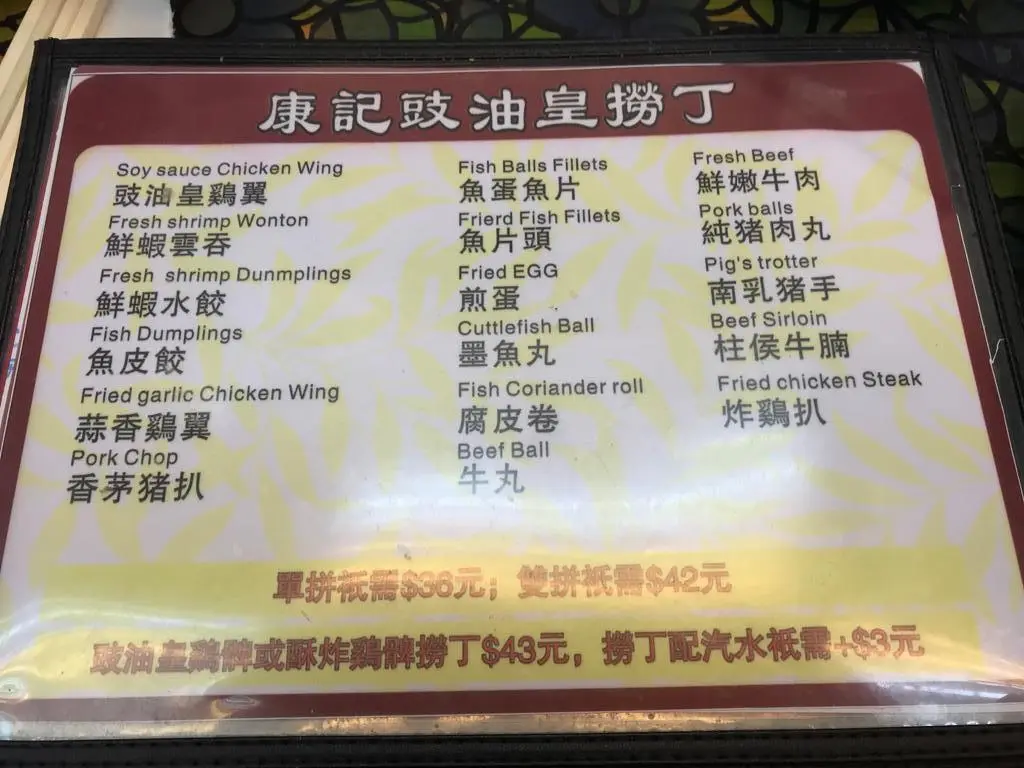 康記豉油皇撈丁
Soy sauce Chicken Wing
豉油皇鷄翼
Fresh shrimp Wonton
鮮蝦雲吞
Fresh shrimp Dunmplings
鮮蝦水餃
Fish Dumplings
魚皮餃
Fried garlic Chicken Wing
蒜香鷄翼
Pork Chop
香茅猪扒
Fish Balls Fillets
魚蛋魚片
Frierd Fish Fillets
魚片頭
Fried EGG
煎蛋
Cuttlefish Ball
墨魚丸
Fish Coriander roll
腐皮卷
Beef Ball
牛丸
Fresh Beef
鮮嫩牛肉
Pork balls
純猪肉丸
Pig's trotter
南乳猪手
Beef Sirloin
柱侯牛腩
Fried chicken Steak
炸鷄扒
單拼祇需$36元；雙拼祇需$42元
豉油皇鷄髀或酥炸鷄髀撈丁$43元，撈丁配汽水祇需+$3元